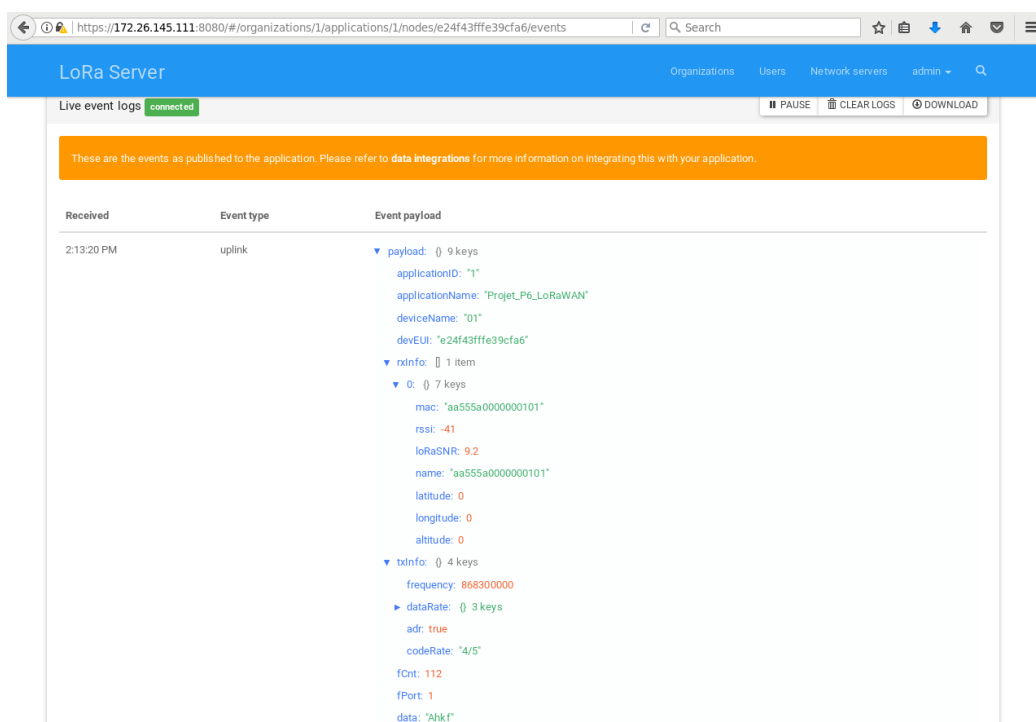 https://172.26.145.111:8080/#/organizations/1/applications/1/nodes/e24f43fffe39cfa6/events
Search
LoRa Server
Organizations Users Network servers admin
Live event logs connected
PAUSE CLEAR LOGS DOWNLOAD
These are the events as published to the application. Please refer to data integrations for more information on integrating this with your application.
Received Event type Event payload
2:13:20 PM uplink payload: {} 9 keys
applicationID: "1"
applicationName: "Projet_P6_LoRaWAN"
deviceName: "01"
devEUI: "e24f43fffe39cfa6"
rxInfo: [] 1 item
0: {} 7 keys
mac: "aa555a0000000101"
rssi: -41
loRaSNR: 9.2
name: "aa555a0000000101"
latitude: 0
longitude: 0
altitude: 0
txInfo: {} 4 keys
frequency: 868300000
dataRate: {} 3 keys
adr: true
codeRate: "4/5"
fCnt: 112
fPort: 1
data: "Ahkf"